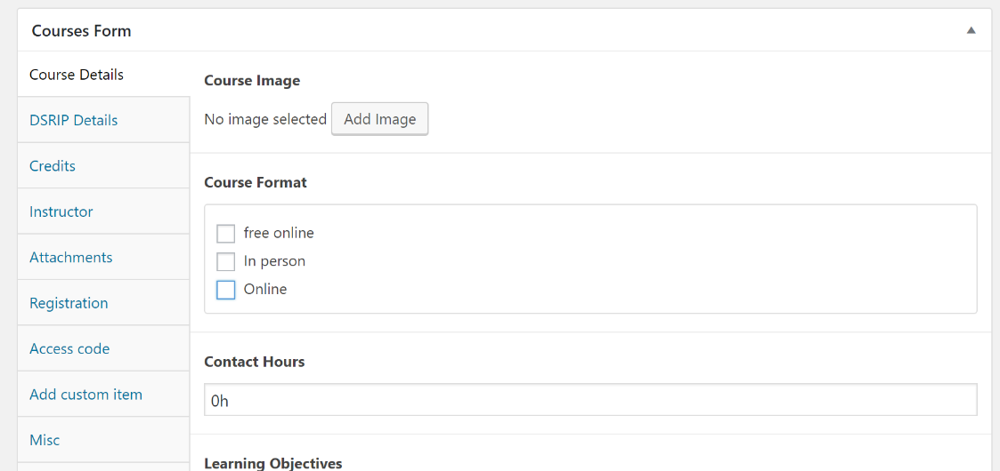 Courses Form
Course Details
DSRIP Details
Credits
Instructor
Attachments
Registration
Access code
Add custom item
Misc
Course Image
No image selected Add Image
Course Format
free online
In person
Online
Contact Hours
0h
Learning Objectives